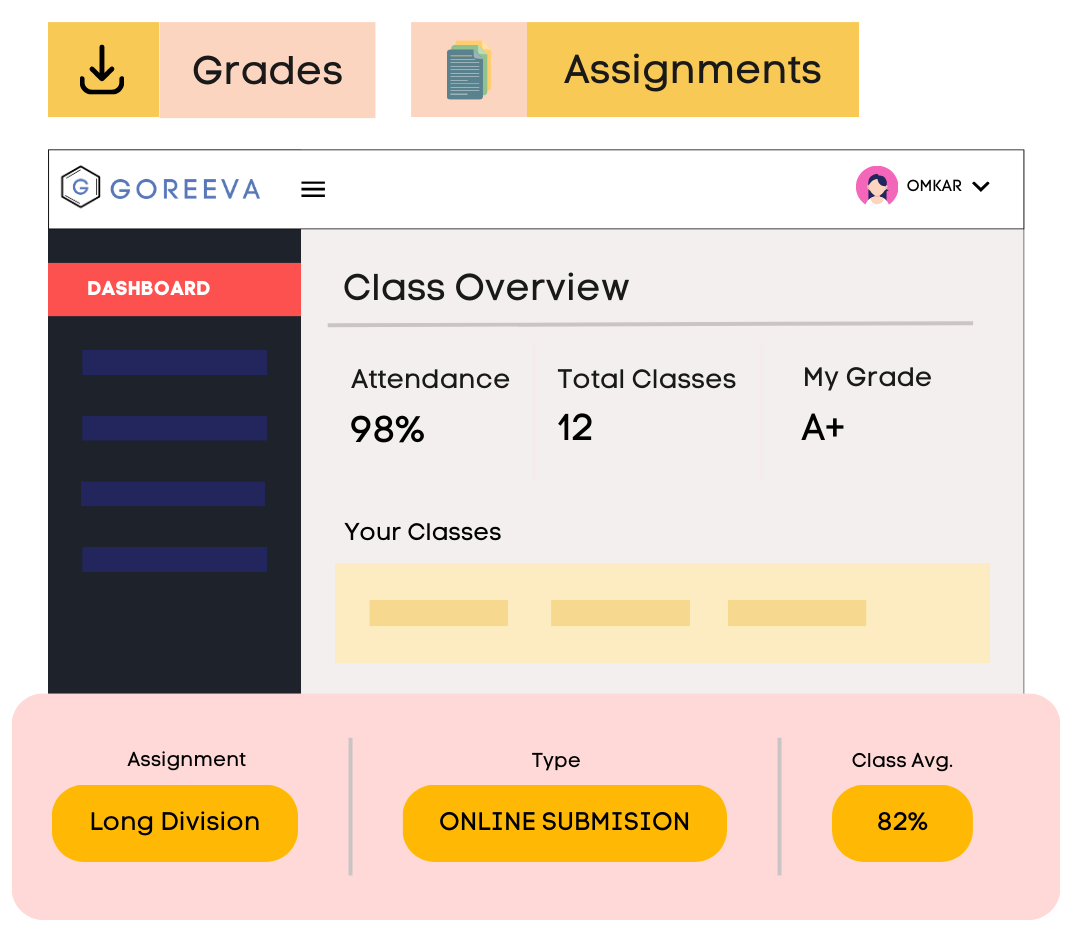 Grades
Assignments
G GOREEVA
OMKAR
DASHBOARD
Class Overview
Attendance
98%
Total Classes
12
My Grade
A+
Your Classes
Assignment
Long Division
Type
ONLINE SUBMISION
Class Avg.
82%